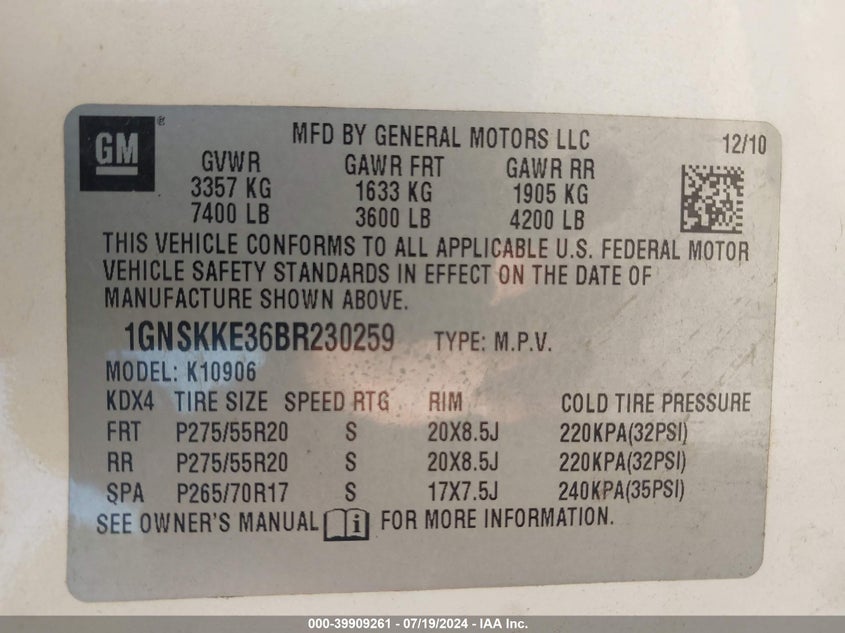 GM ®
MFD BY GENERAL MOTORS LLC 12/10
GVWR GAWR FRT GAWR RR
3357 KG 1633 KG 1905 KG
7400 LB 3600 LB 4200 LB
THIS VEHICLE CONFORMS TO ALL APPLICABLE U.S. FEDERAL MOTOR
VEHICLE SAFETY STANDARDS IN EFFECT ON THE DATE OF
MANUFACTURE SHOWN ABOVE.
1GNSKKE36BR230259 TYPE: M.P.V.
MODEL: K10906
KDX4 TIRE SIZE SPEED RTG RIM COLD TIRE PRESSURE
FRT P275/55R20 S 20X8.5J 220KPA(32PSI)
RR P275/55R20 S 20X8.5J 220KPA(32PSI)
SPA P265/70R17 S 17X7.5J 240KPA(35PSI)
SEE OWNER'S MANUAL i FOR MORE INFORMATION.
000-39909261 - 07/19/2024 - IAA Inc.